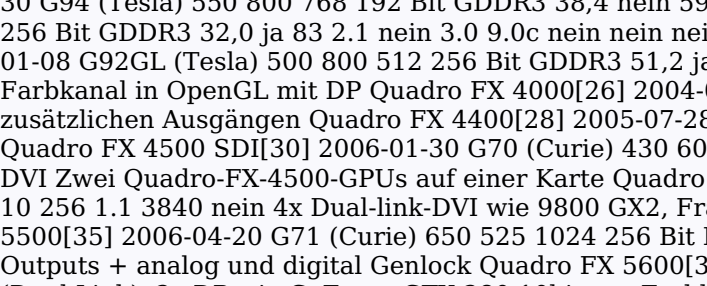 30 G94 (Tesla) 550 800 768 192 Bit GDDR3 38,4 nein 59
256 Bit GDDR3 32,0 ja 83 2.1 nein 3.0 9.0c nein nein nei
01-08 G92GL (Tesla) 500 800 512 256 Bit GDDR3 51,2 ja
Farbkanal in OpenGL mit DP Quadro FX 4000[26] 2004-
zusätzlichen Ausgängen Quadro FX 4400[28] 2005-07-28
Quadro FX 4500 SDI[30] 2006-01-30 G70 (Curie) 430 60
DVI Zwei Quadro-FX-4500-GPUs auf einer Karte Quadro
10 256 1.1 3840 nein 4x Dual-link-DVI wie 9800 GX2, Fr
5500[35] 2006-04-20 G71 (Curie) 650 525 1024 256 Bit
Outputs + analog und digital Genlock Quadro FX 5600[3